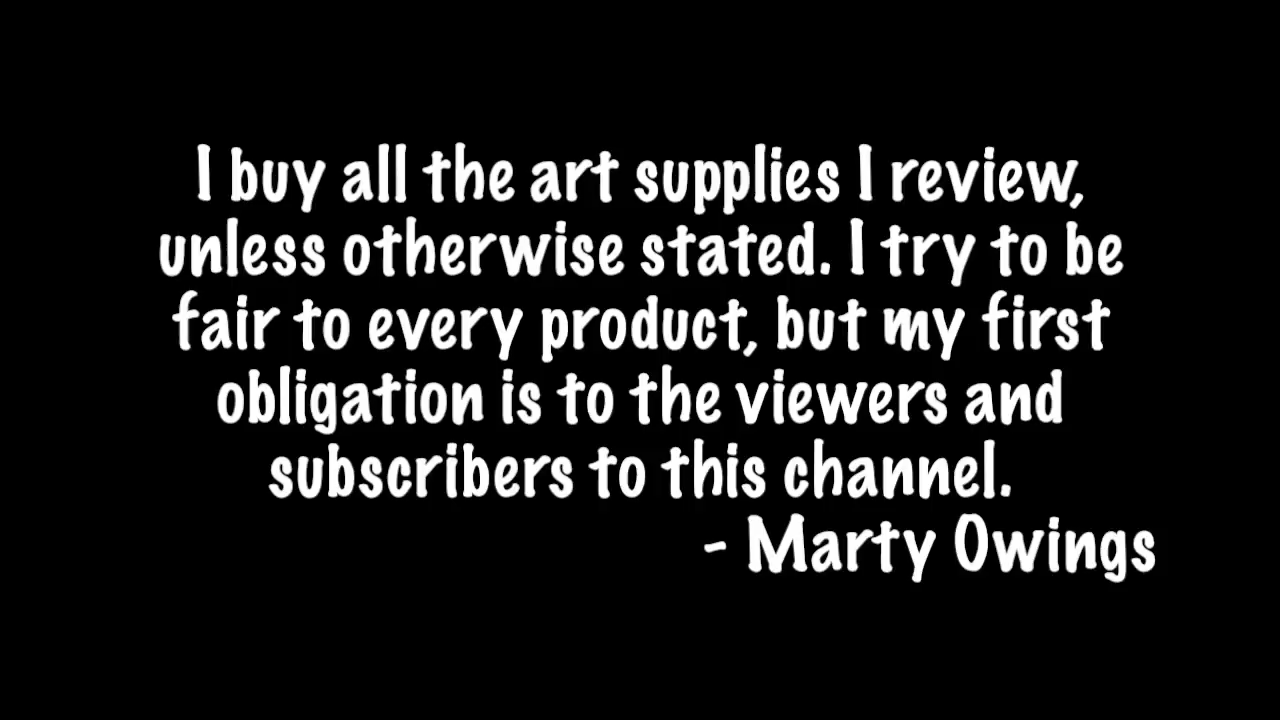 I buy all the art supplies I review,
unless otherwise stated. I try to be
fair to every product, but my first
obligation is to the viewers and
subscribers to this channel.
- Marty Owings